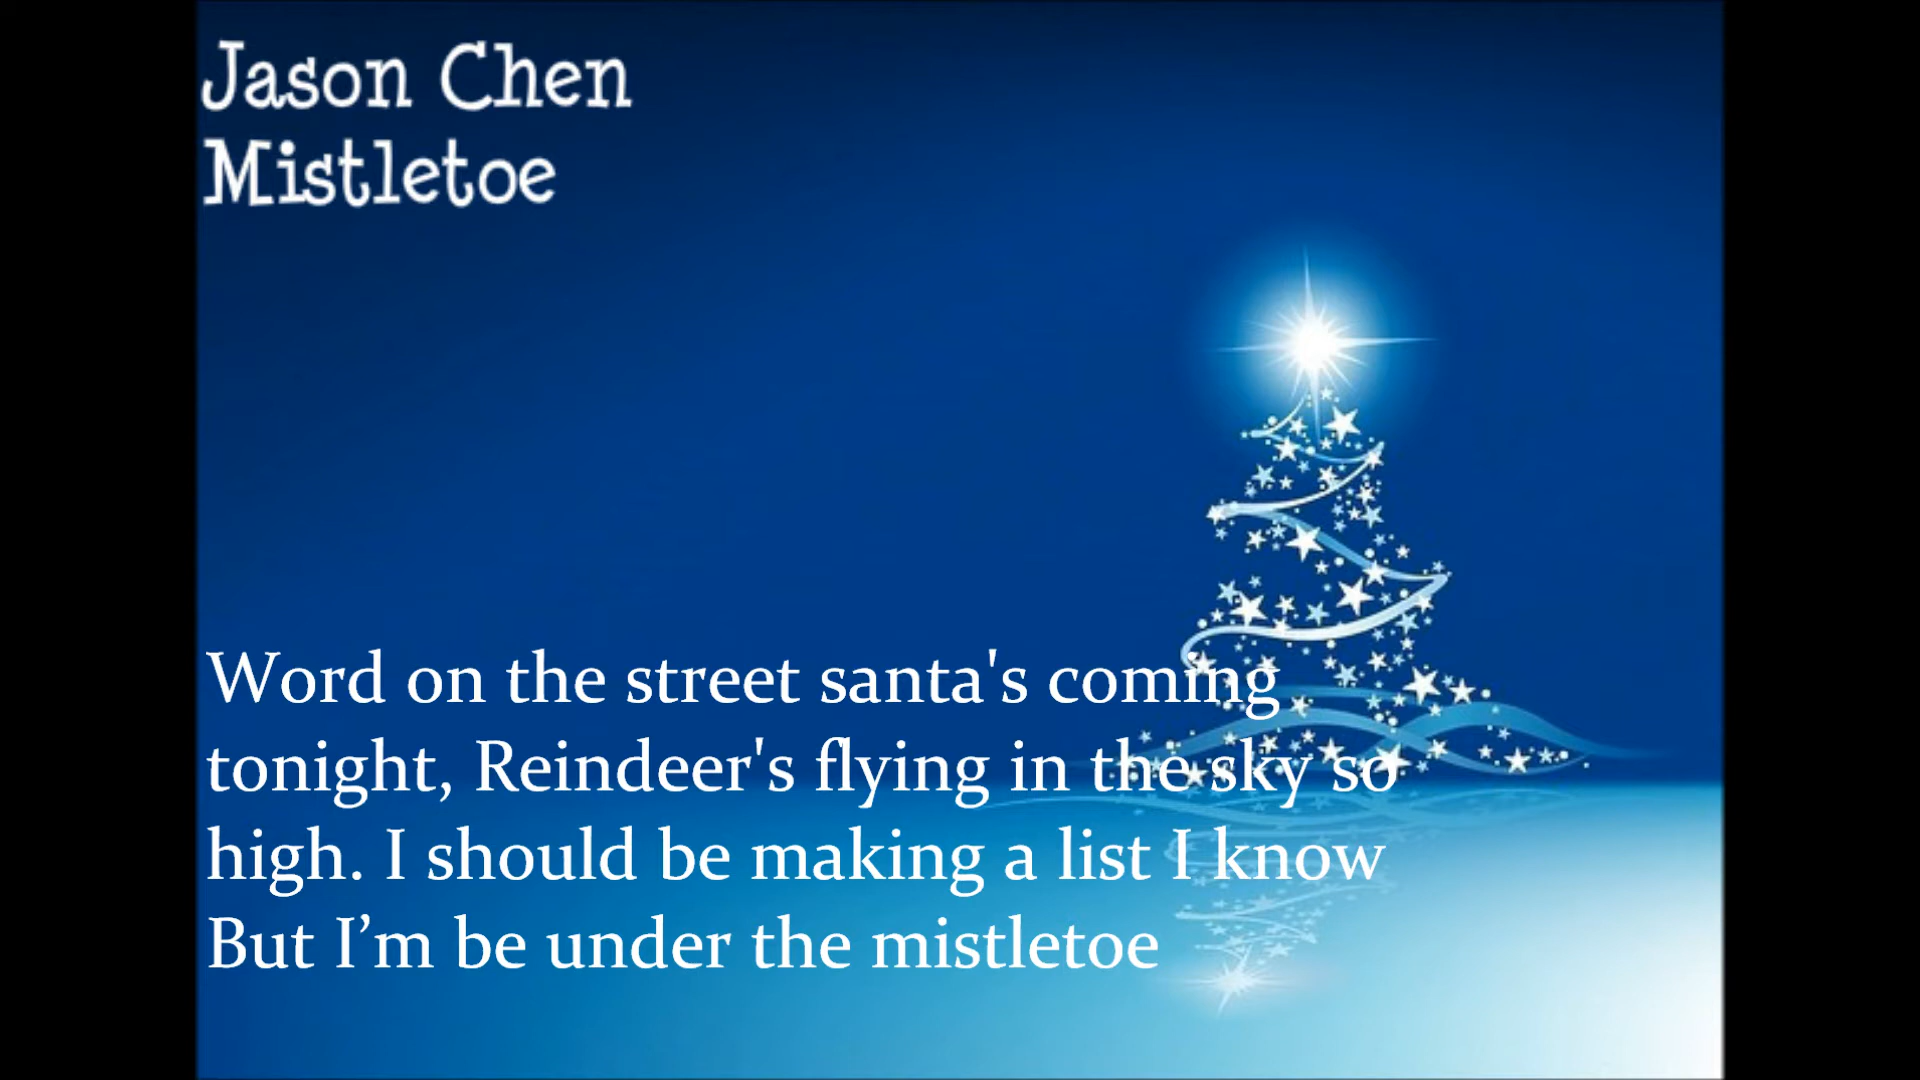 Jason Chen
Mistletoe
Word on the street santa's coming
tonight, Reindeer's flying in the sky so
high. I should be making a list I know
But I’m be under the mistletoe